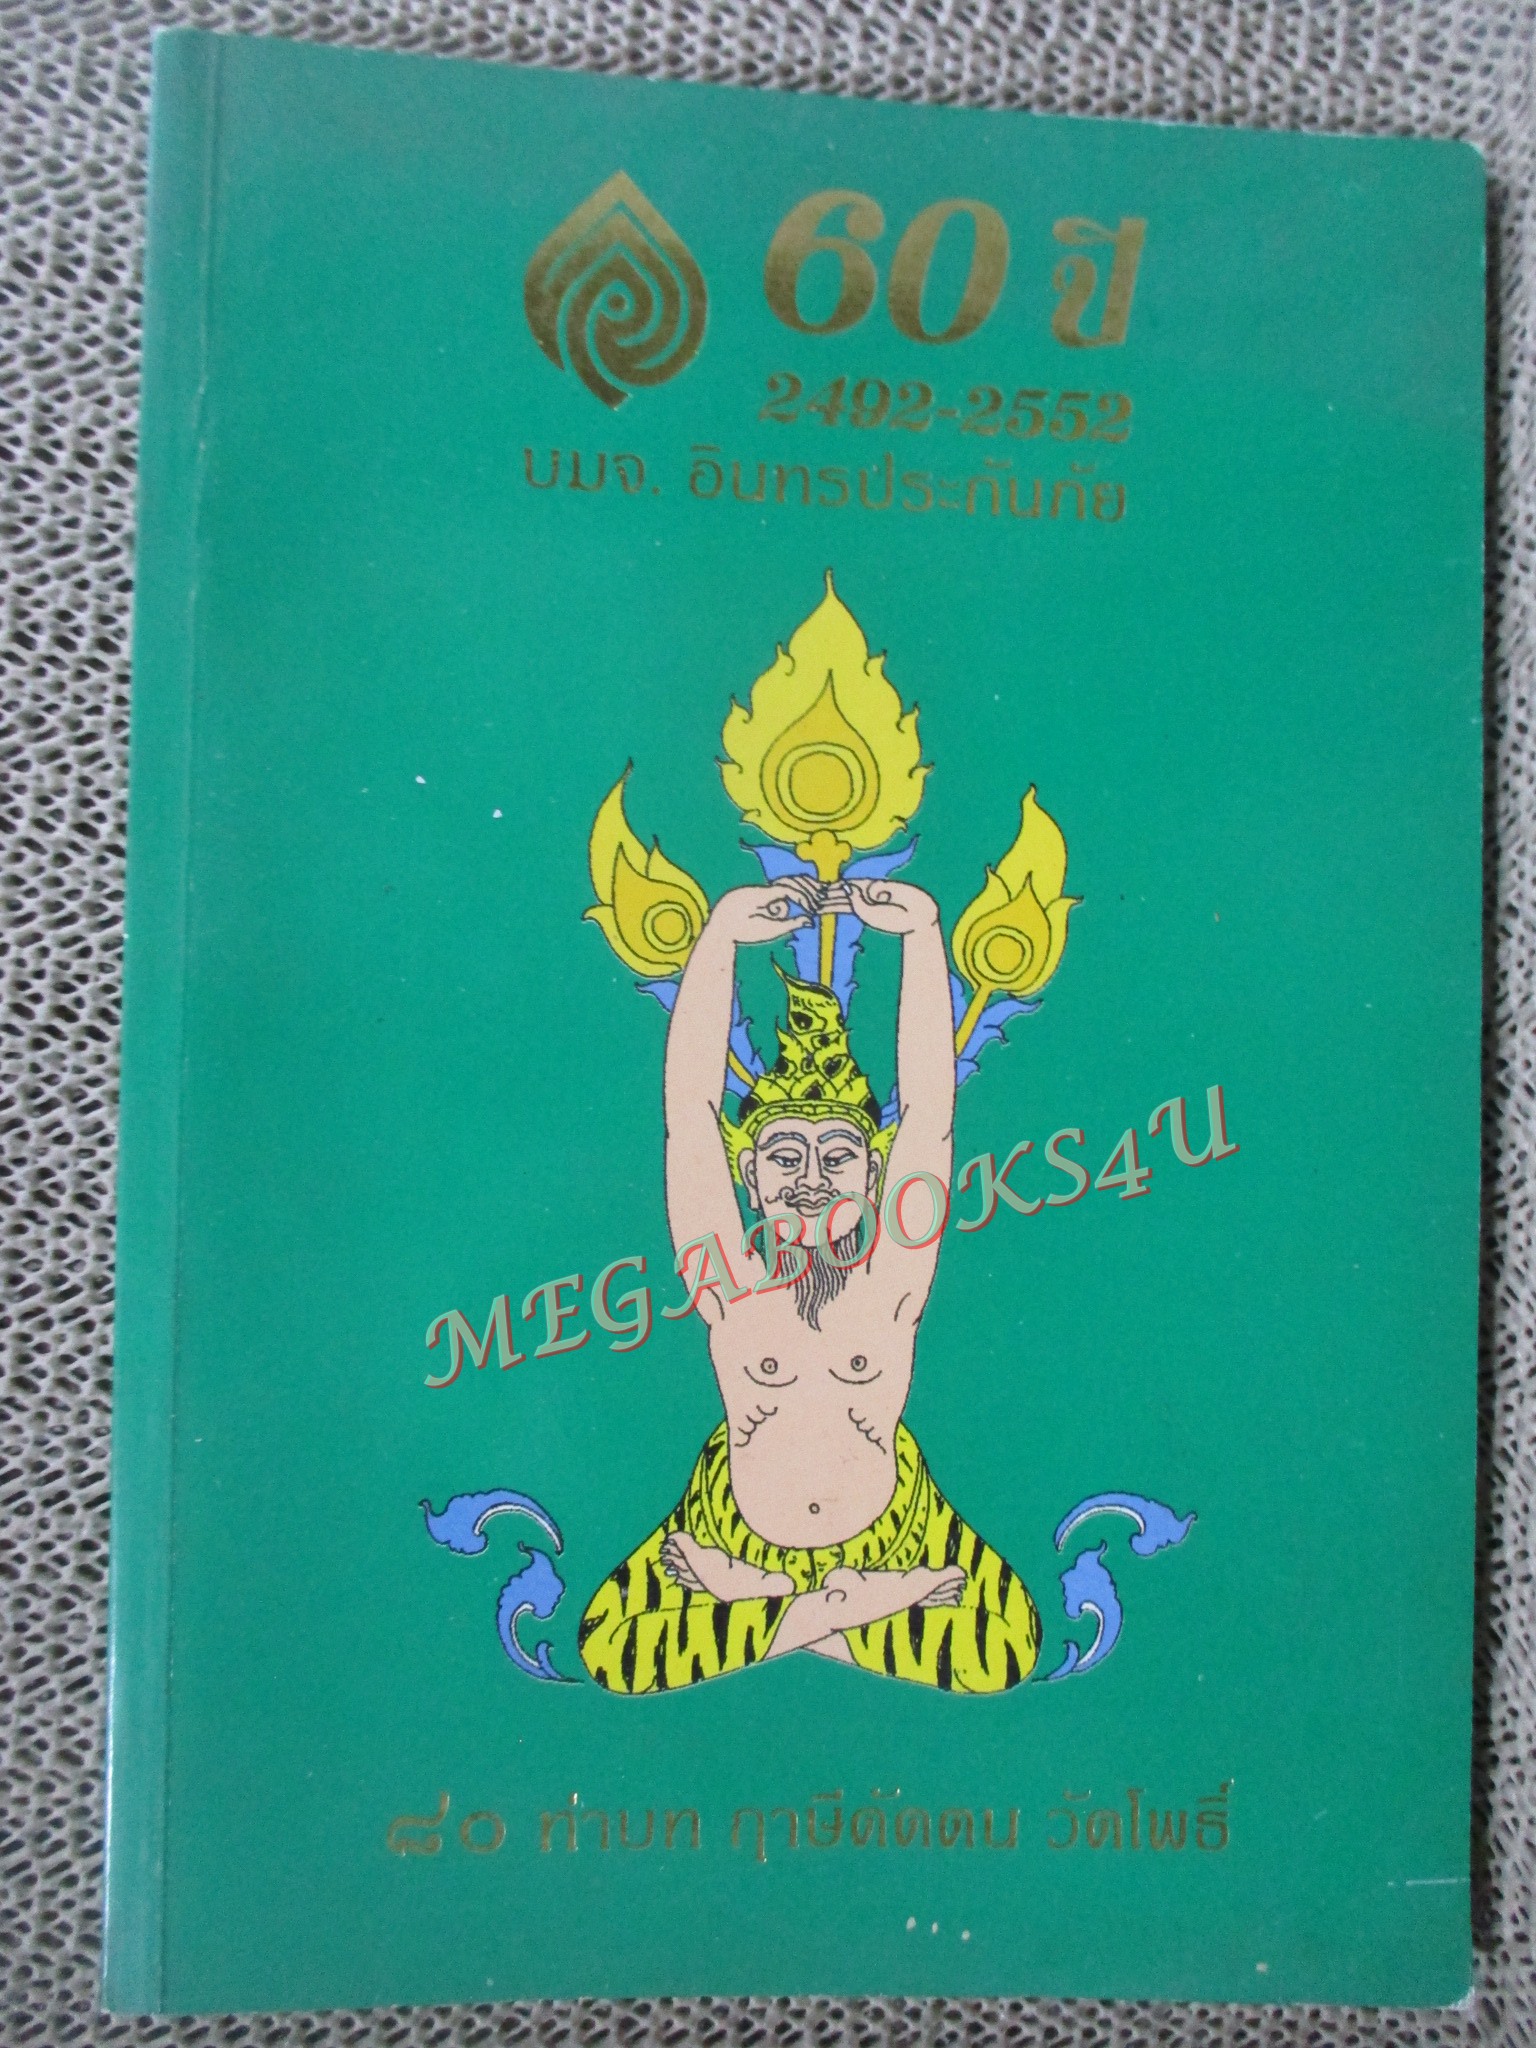 60 ปี
2492-2552
บมจ. อินทรประกันภัย
MEGABOOKS4U
๘๐ ท่าบท ฤาษีดัดตน วัดโพธิ์